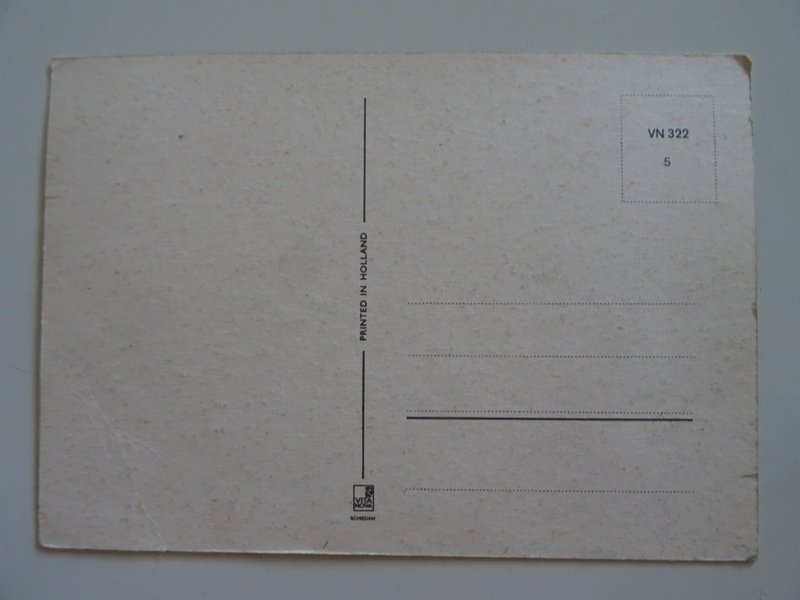 VN 322
5
PRINTED IN HOLLAND
VITA
NOVA
SCHIEDAM